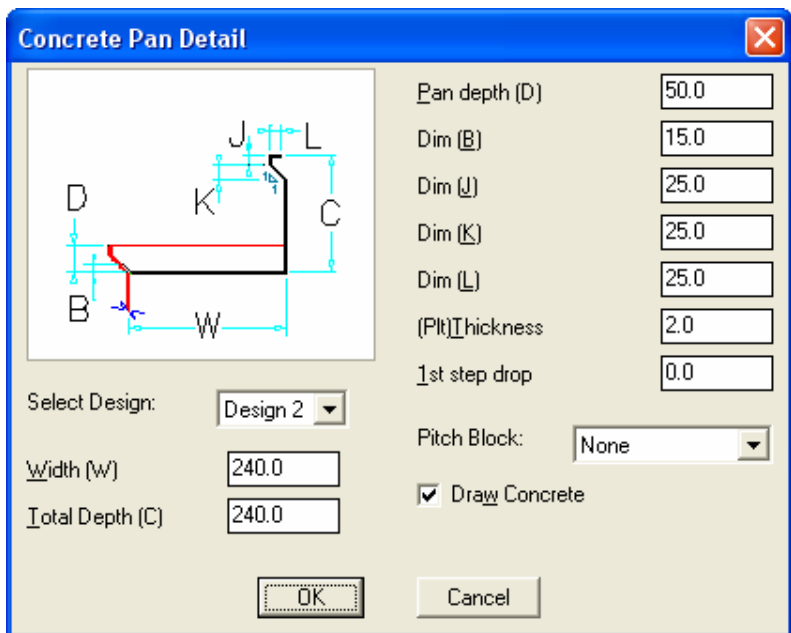 Concrete Pan Detail
J
L
D
K
C
1
1
B
W
Select Design: Design 2
Width (W) 240.0
Total Depth (C) 240.0
Pan depth (D) 50.0
Dim (B) 15.0
Dim (J) 25.0
Dim (K) 25.0
Dim (L) 25.0
(Plt)Thickness 2.0
1st step drop 0.0
Pitch Block: None
Draw Concrete
OK Cancel